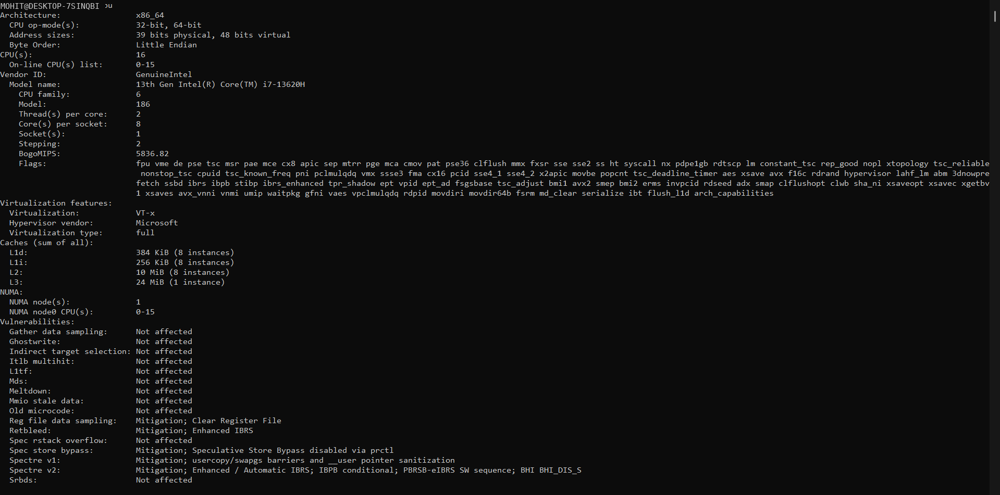 MOHIT@DESKTOP-7SINQBI
Architecture: x86_64
CPU op-mode(s): 32-bit, 64-bit
Address sizes: 39 bits physical, 48 bits virtual
Byte Order: Little Endian
CPU(s): 16
On-line CPU(s) list: 0-15
Vendor ID: GenuineIntel
Model name: 13th Gen Intel(R) Core(TM) i7-13620H
CPU family: 6
Model: 186
Thread(s) per core: 2
Core(s) per socket: 8
Socket(s): 1
Stepping: 2
BogoMIPS: 5836.82
Flags: fpu vme de pse tsc msr pae mce cx8 apic sep mtrr pge mca cmov pat pse36 clflush mmx fxsr sse sse2 ss ht syscall nx pdpe1gb rdtscp lm constant_tsc rep_good nopl xtopology tsc_reliable
nonstop_tsc cpuid tsc_known_freq pni pclmulqdq vmx ssse3 fma cx16 pcid sse4_1 sse4_2 x2apic movbe popcnt tsc_deadline_timer aes xsave avx f16c rdrand hypervisor lahf_lm abm 3dnowpre
fetch ssbd ibrs ibpb stibp ibrs_enhanced tpr_shadow ept vpid ept_ad fsgsbase tsc_adjust bmi1 avx2 smep bmi2 erms invpcid rdseed adx smap clflushopt clwb sha_ni xsaveopt xsavec xgetbv
1 xsaves avx_vnni vnmi umip waitpkg gfni vaes vpclmulqdq rdpid movdiri movdir64b fsrm md_clear serialize ibt flush_l1d arch_capabilities
Virtualization features:
Virtualization: VT-x
Hypervisor vendor: Microsoft
Virtualization type: full
Caches (sum of all):
L1d: 384 KiB (8 instances)
L1i: 256 KiB (8 instances)
L2: 10 MiB (8 instances)
L3: 24 MiB (1 instance)
NUMA:
NUMA node(s): 1
NUMA node0 CPU(s): 0-15
Vulnerabilities:
Gather data sampling: Not affected
Ghostwrite: Not affected
Indirect target selection: Not affected
Itlb multihit: Not affected
L1tf: Not affected
Mds: Not affected
Meltdown: Not affected
Mmio stale data: Not affected
Old microcode: Not affected
Reg file data sampling: Mitigation; Clear Register File
Retbleed: Mitigation; Enhanced IBRS
Spec rstack overflow: Not affected
Spec store bypass: Mitigation; Speculative Store Bypass disabled via prctl
Spectre v1: Mitigation; usercopy/swapgs barriers and __user pointer sanitization
Spectre v2: Mitigation; Enhanced / Automatic IBRS; IBPB conditional; PBRSB-eIBRS SW sequence; BHI BHI_DIS_S
Srbds: Not affected